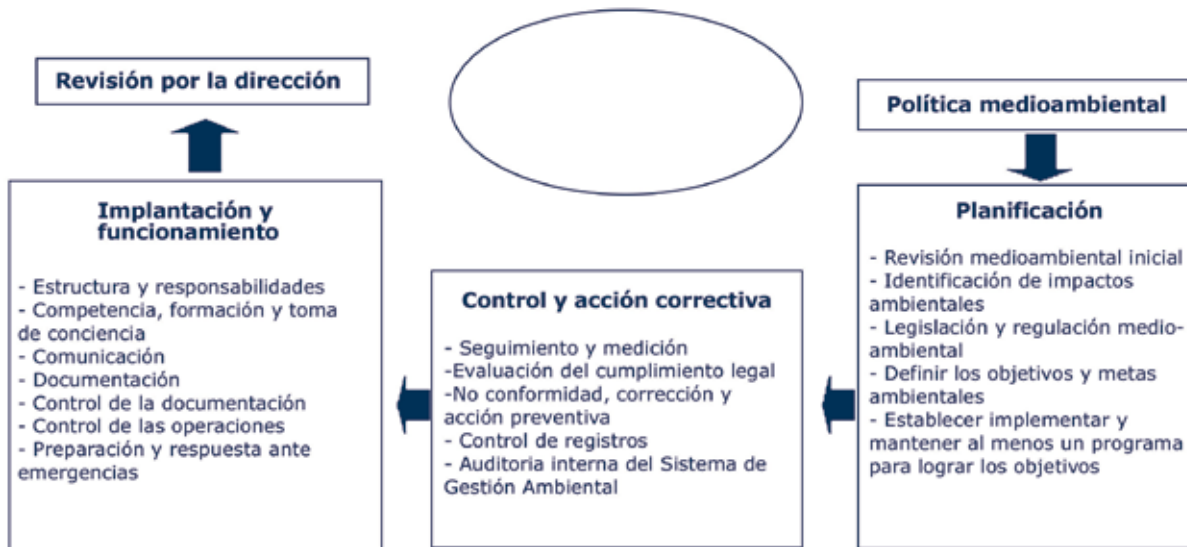 Revisión por la dirección
Política medioambiental
Implantación y
funcionamiento
- Estructura y responsabilidades
- Competencia, formación y toma
de conciencia
- Comunicación
- Documentación
- Control de la documentación
- Control de las operaciones
- Preparación y respuesta ante
emergencias
Control y acción correctiva
- Seguimiento y medición
-Evaluación del cumplimiento legal
-No conformidad, corrección y
acción preventiva
- Control de registros
- Auditoria interna del Sistema de
Gestión Ambiental
Planificación
- Revisión medioambiental inicial
- Identificación de impactos
ambientales
- Legislación y regulación medio-
ambiental
- Definir los objetivos y metas
ambientales
- Establecer implementar y
mantener al menos un programa
para lograr los objetivos